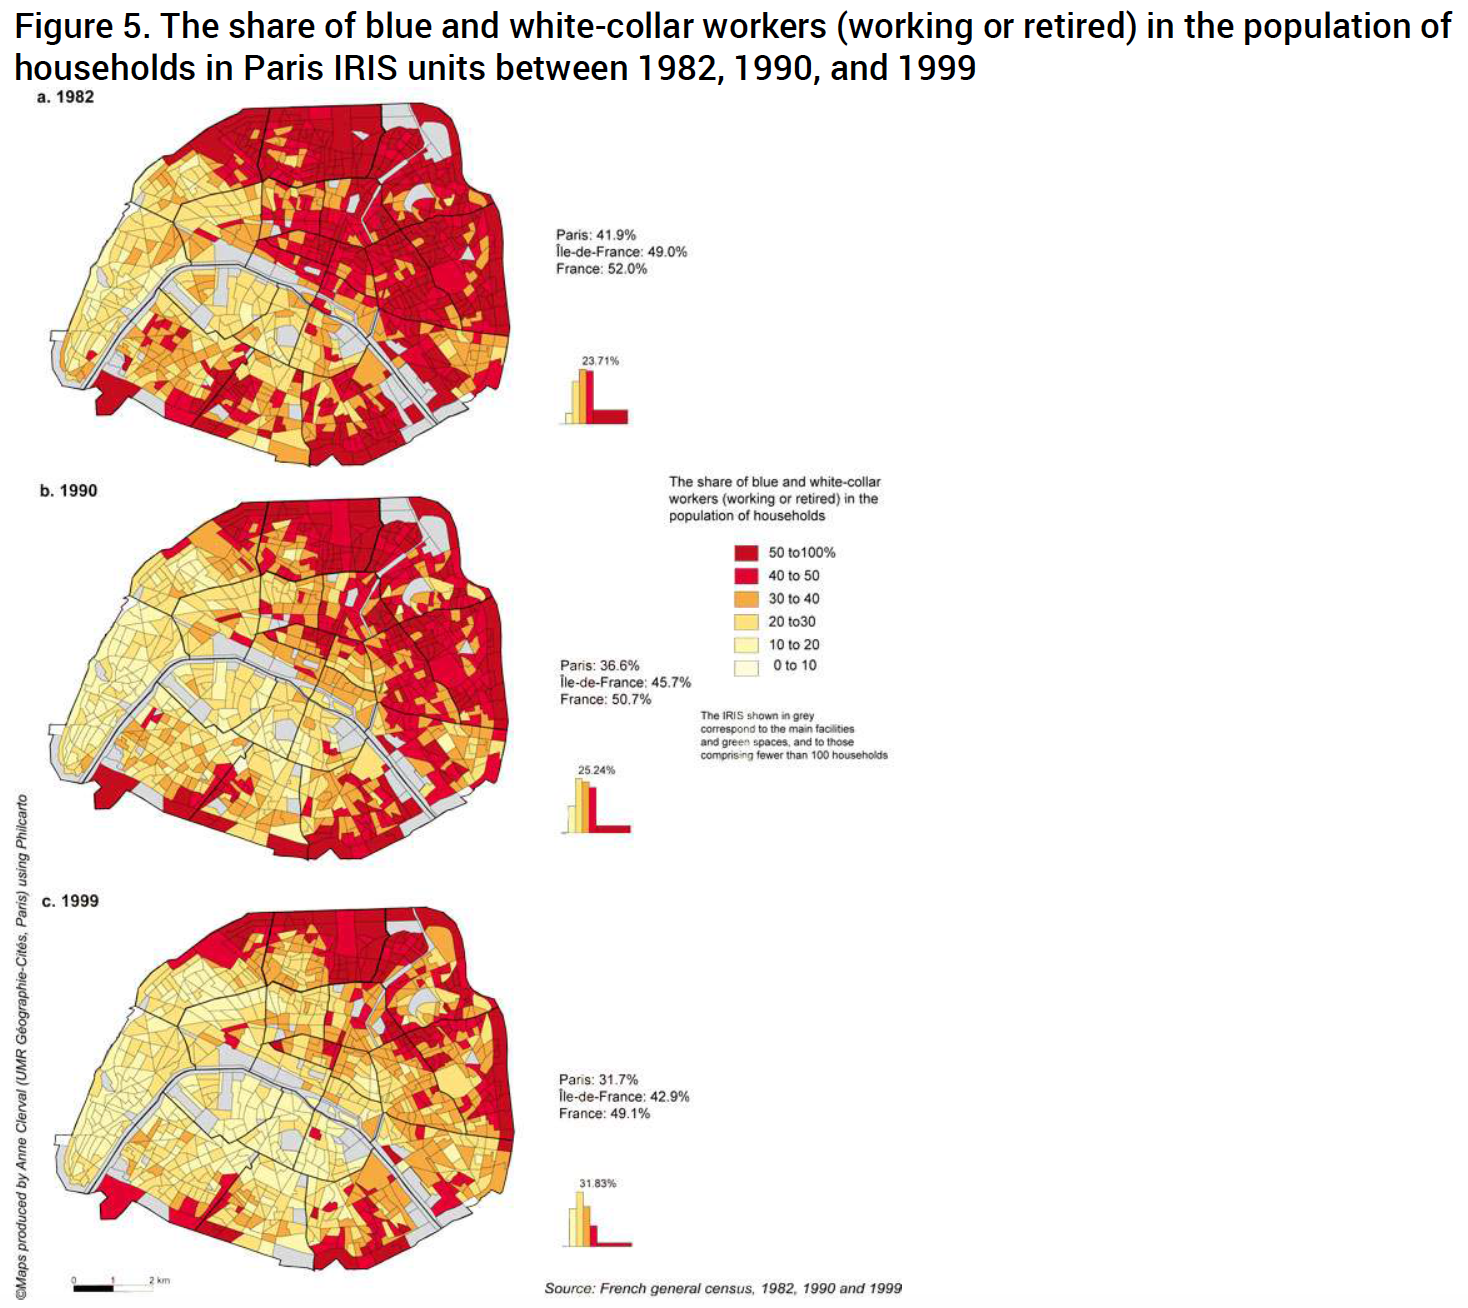 Figure 5. The share of blue and white-collar workers (working or retired) in the population of
households in Paris IRIS units between 1982, 1990, and 1999
a. 1982
Paris: 41.9%
Île-de-France: 49.0%
France: 52.0%
23.71%
b. 1990
The share of blue and white-collar
workers (working or retired) in the
population of households
50 to100%
40 to 50
30 to 40
20 to30
10 to 20
0 to 10
Paris: 36.6%
Île-de-France: 45.7%
France: 50.7%
The IRIS shown in grey
correspond to the main facilities
and green spaces, and to those
comprising fewer than 100 households
25.24%
c. 1999
Paris: 31.7%
Île-de-France: 42.9%
France: 49.1%
31.83%
©Maps produced by Anne Clerval (UMR Géographie-Cités, Paris) using Philcarto
0 1 2 km
Source: French general census, 1982, 1990 and 1999